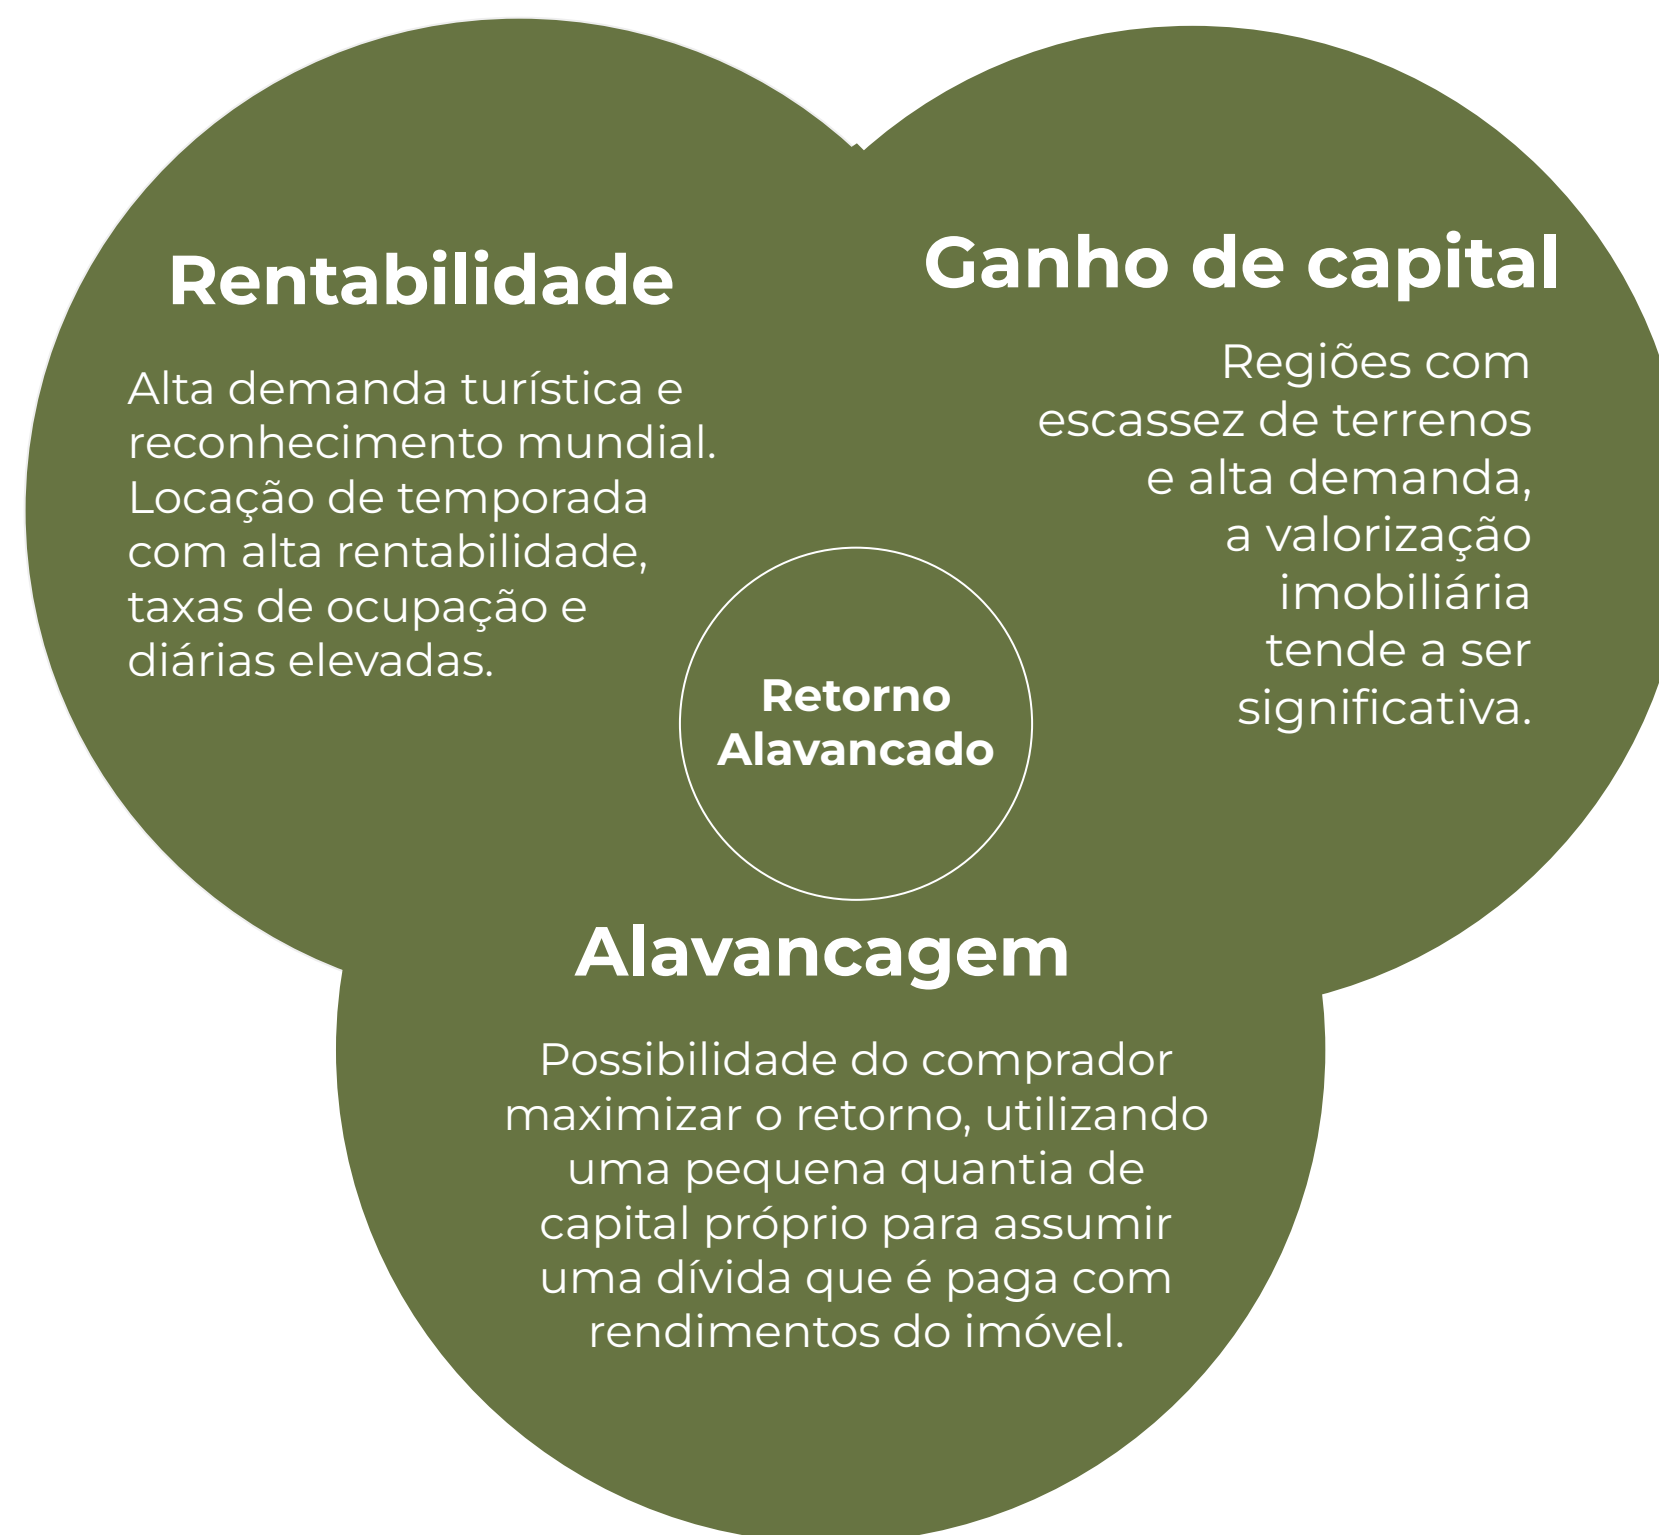 Rentabilidade
Alta demanda turística e
reconhecimento mundial.
Locação de temporada
com alta rentabilidade,
taxas de ocupação e
diárias elevadas.
Ganho de capital
Regiões com
escassez de terrenos
e alta demanda,
a valorização
imobiliária
tende a ser
significativa.
Retorno
Alavancado
Alavancagem
Possibilidade do comprador
maximizar o retorno, utilizando
uma pequena quantia de
capital próprio para assumir
uma dívida que é paga com
rendimentos do imóvel.